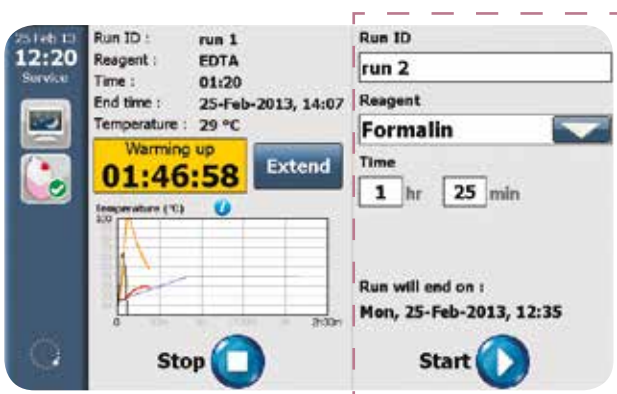 25 Feb 13
12:20
Service
Run ID : run 1
Reagent : EDTA
Time : 01:20
End time : 25-Feb-2013, 14:07
Temperature : 29 °C
Warming up
01:46:58
Extend
Temperature (°C)
100
0
2h30m
Stop
Run ID
run 2
Reagent
Formalin
Time
1 hr 25 min
Run will end on :
Mon, 25-Feb-2013, 12:35
Start